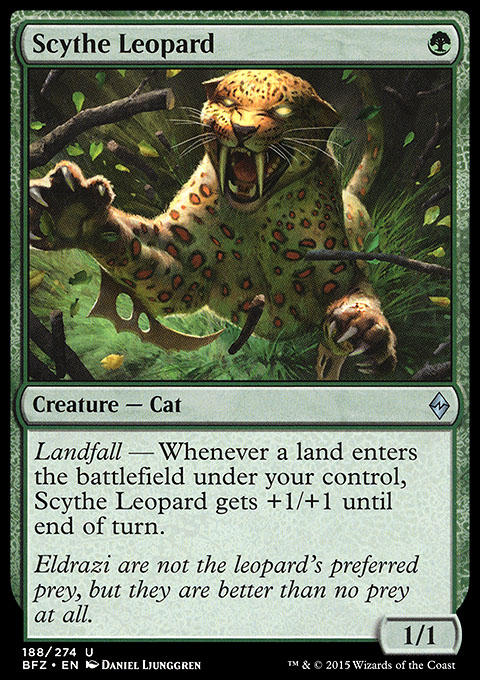 Scythe Leopard
Creature — Cat
Landfall — Whenever a land enters
the battlefield under your control,
Scythe Leopard gets +1/+1 until
end of turn.
Eldrazi are not the leopard's preferred
prey, but they are better than no prey
at all.
1/1
188/274 U
BFZ • EN Daniel Ljunggren
™ & © 2015 Wizards of the Coast